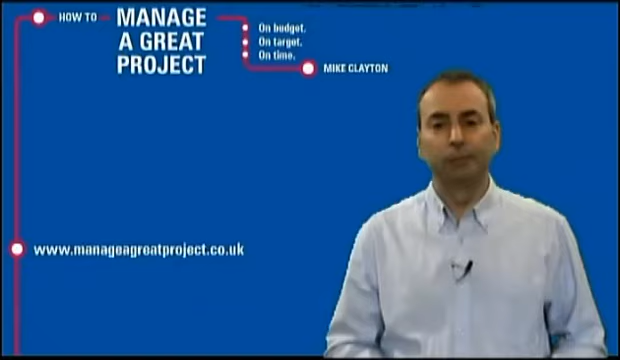 HOW TO
MANAGE
A GREAT
PROJECT
On budget.
On target.
On time.
MIKE CLAYTON
www.manageagreatproject.co.uk